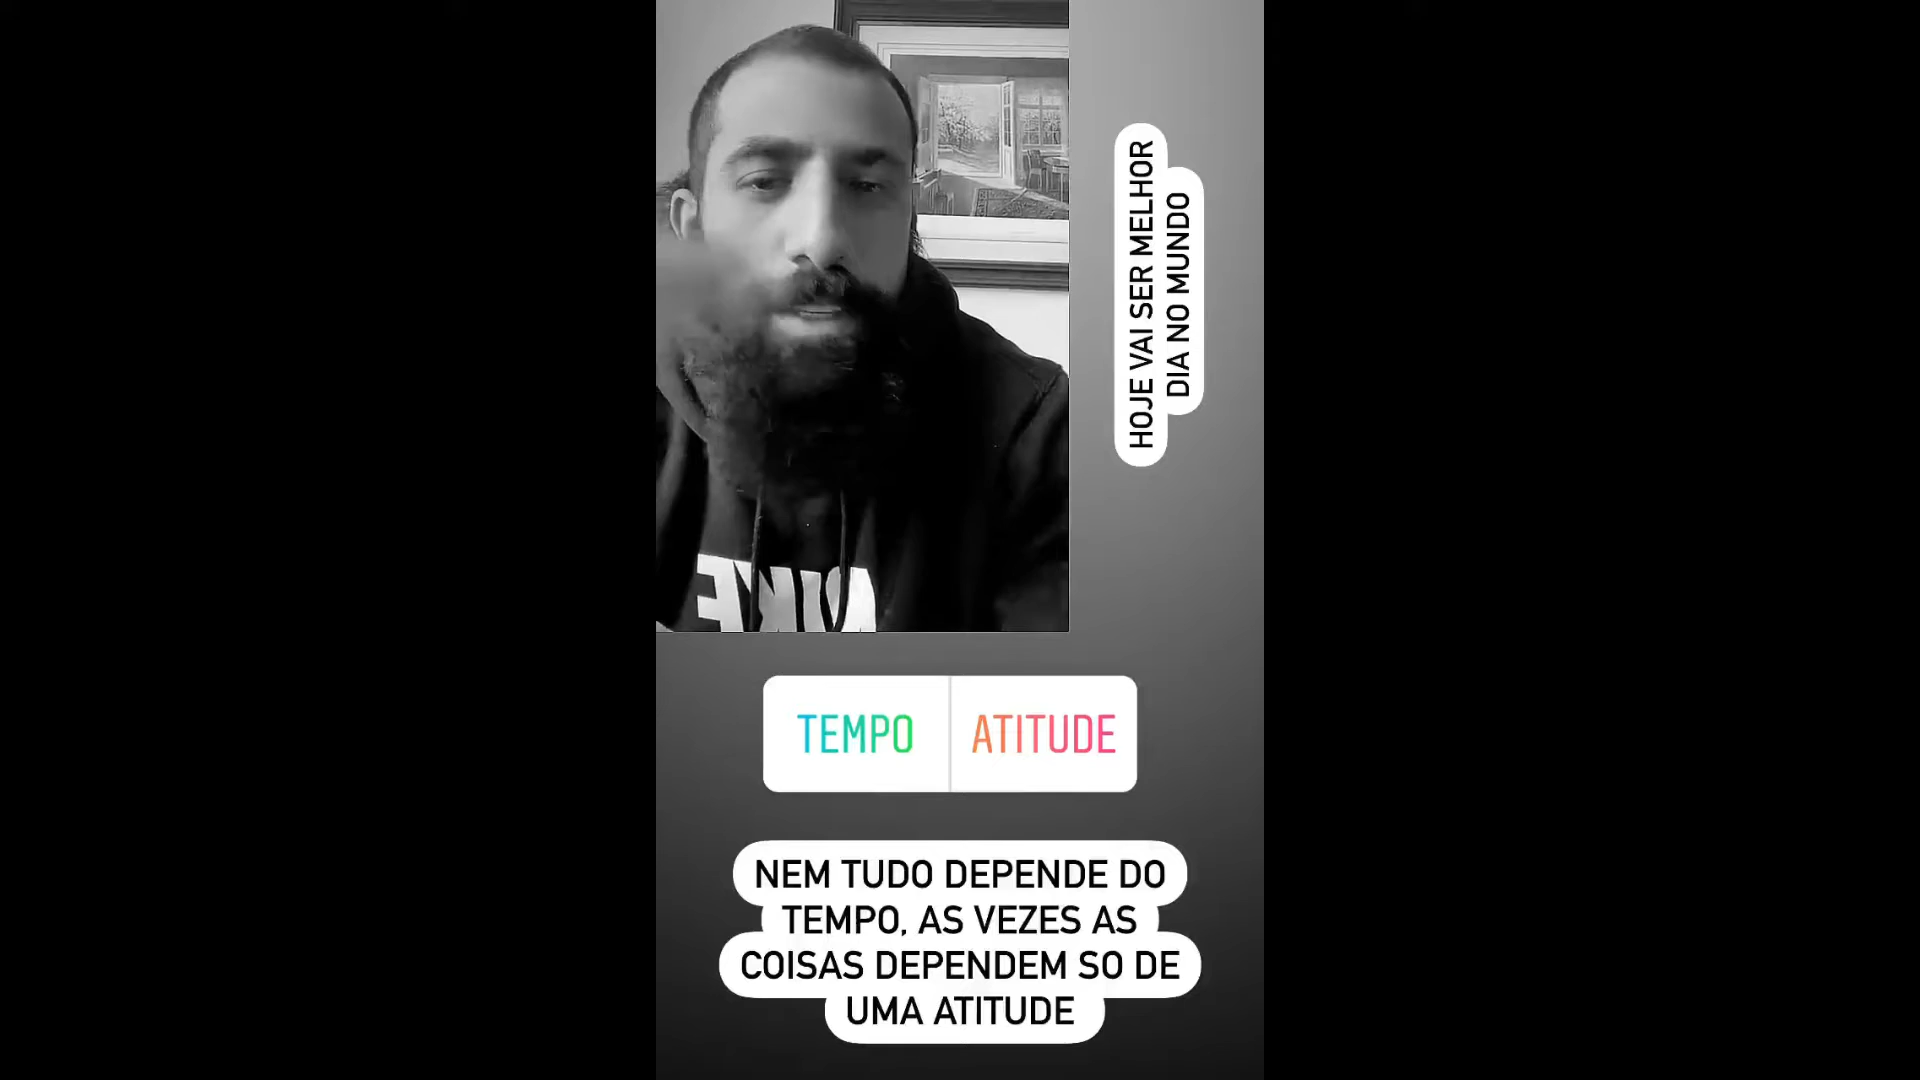 HOJE VAI SER MELHOR
DIA NO MUNDO
NIKE
TEMPO
ATITUDE
NEM TUDO DEPENDE DO
TEMPO, AS VEZES AS
COISAS DEPENDEM SO DE
UMA ATITUDE